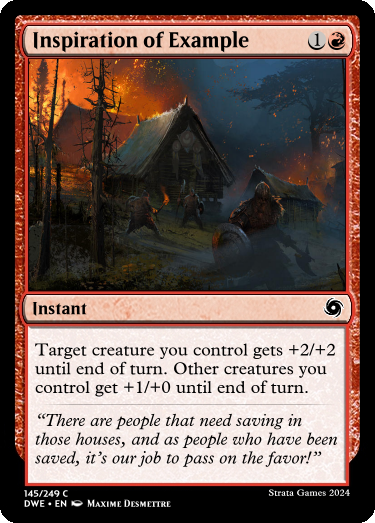 Inspiration of Example 1
Instant
Target creature you control gets +2/+2
until end of turn. Other creatures you
control get +1/+0 until end of turn.
“There are people that need saving in
those houses, and as people who have been
saved, it’s our job to pass on the favor!”
145/249 C
DWE • EN Maxime Desmettre
Strata Games 2024